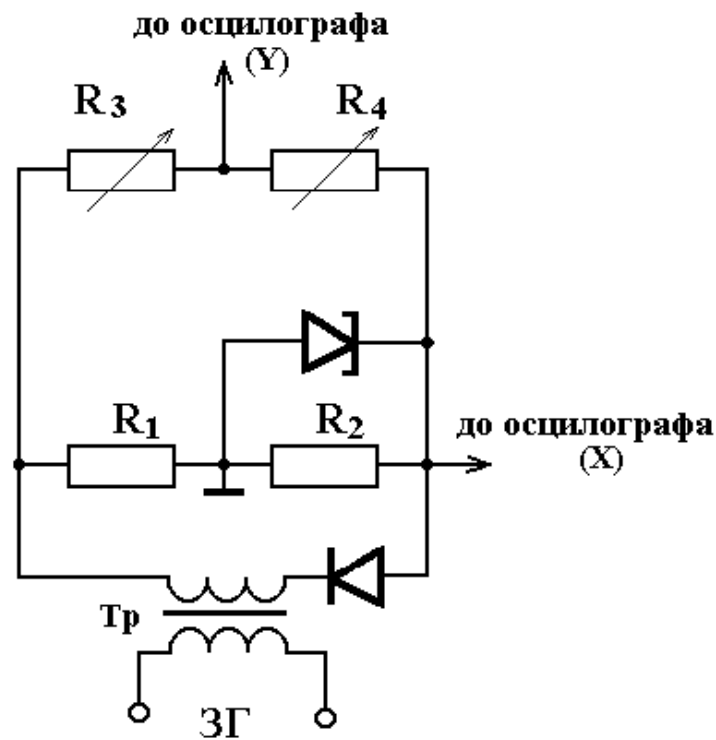 до осцилографа
(Y)
R3 R4
R1 R2
до осцилографа
(X)
Тр
ЗГ